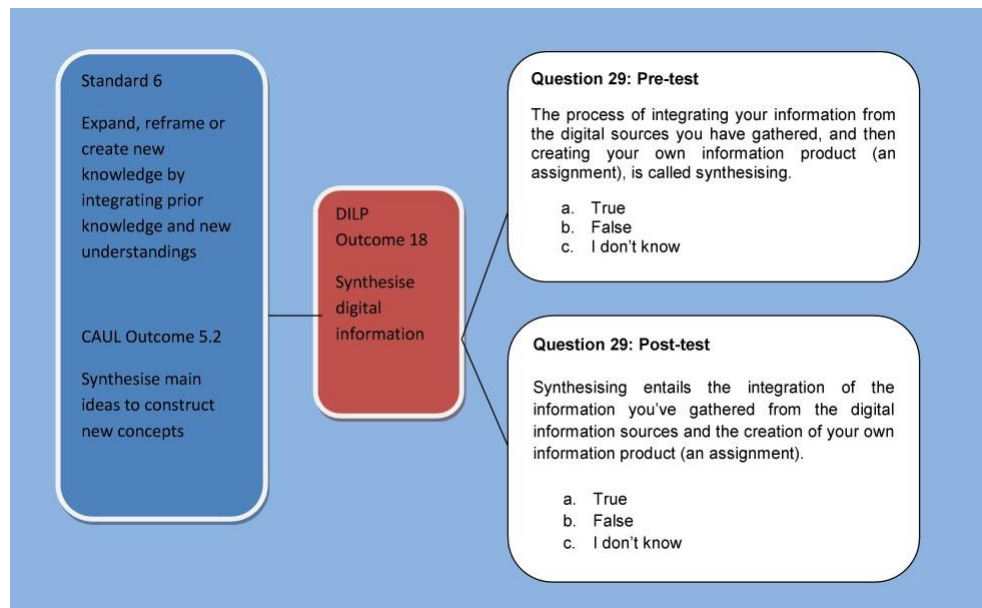 Standard 6
Expand, reframe or
create new
knowledge by
integrating prior
knowledge and new
understandings
CAUL Outcome 5.2
Synthesise main
ideas to construct
new concepts
DILP
Outcome 18
Synthesise
digital
information
Question 29: Pre-test
The process of integrating your information from
the digital sources you have gathered, and then
creating your own information product (an
assignment), is called synthesising.
a. True
b. False
c. I don't know
Question 29: Post-test
Synthesising entails the integration of the
information you've gathered from the digital
information sources and the creation of your own
information product (an assignment).
a. True
b. False
c. I don't know